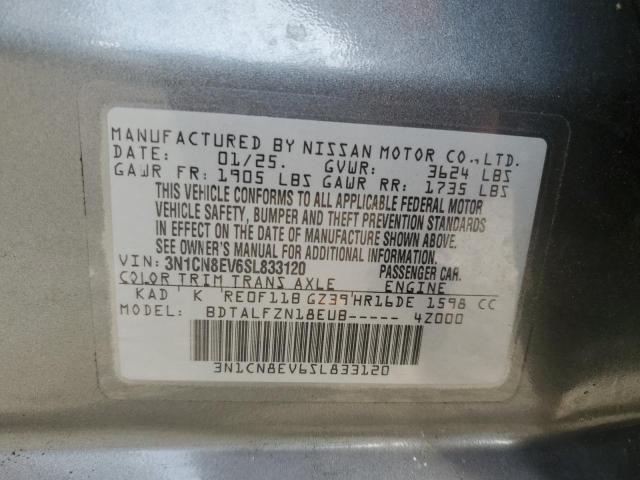 MANUFACTURED BY NISSAN MOTOR CO.,LTD.
DATE: 01/25. GVWR: 3624 LBS
GAWR FR: 1905 LBS GAWR RR: 1735 LBS
THIS VEHICLE CONFORMS TO ALL APPLICABLE FEDERAL MOTOR
VEHICLE SAFETY, BUMPER AND THEFT PREVENTION STANDARDS
IN EFFECT ON THE DATE OF MANUFACTURE SHOWN ABOVE.
SEE OWNER'S MANUAL FOR ADDITIONAL INFORMATION.
VIN: 3N1CN8EV6SL833120 PASSENGER CAR.
COLOR TRIM TRANS AXLE ENGINE
KAD K RE0F11B GZ39 HR16DE 1598 CC
MODEL: BDTALFZN18EUB----- 4Z000
3N1CN8EV6SL833120